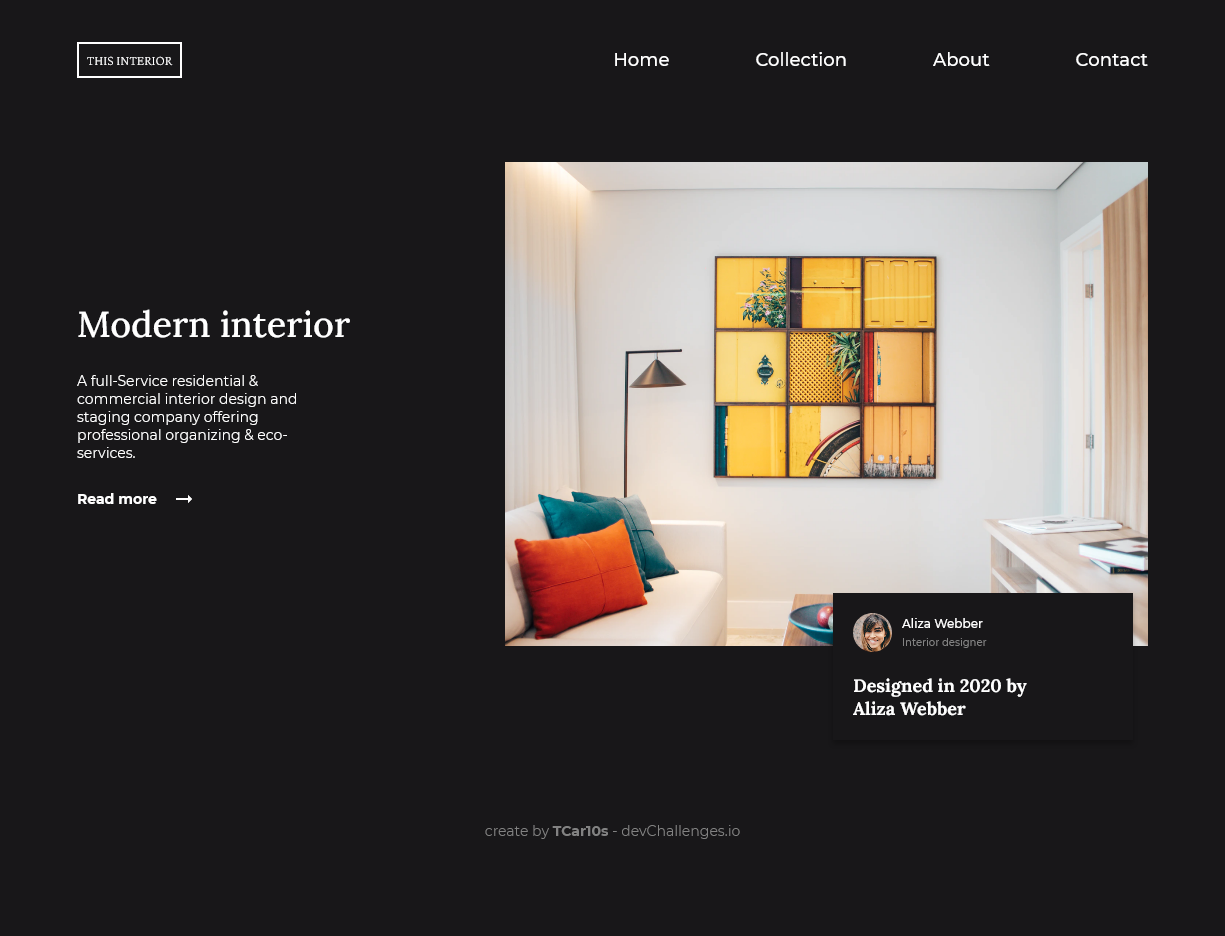 THIS INTERIOR
Home Collection About Contact
Modern interior
A full-Service residential &
commercial interior design and
staging company offering
professional organizing & eco-
services.
Read more
Aliza Webber
Interior designer
Designed in 2020 by
Aliza Webber
create by TCar10s - devChallenges.io